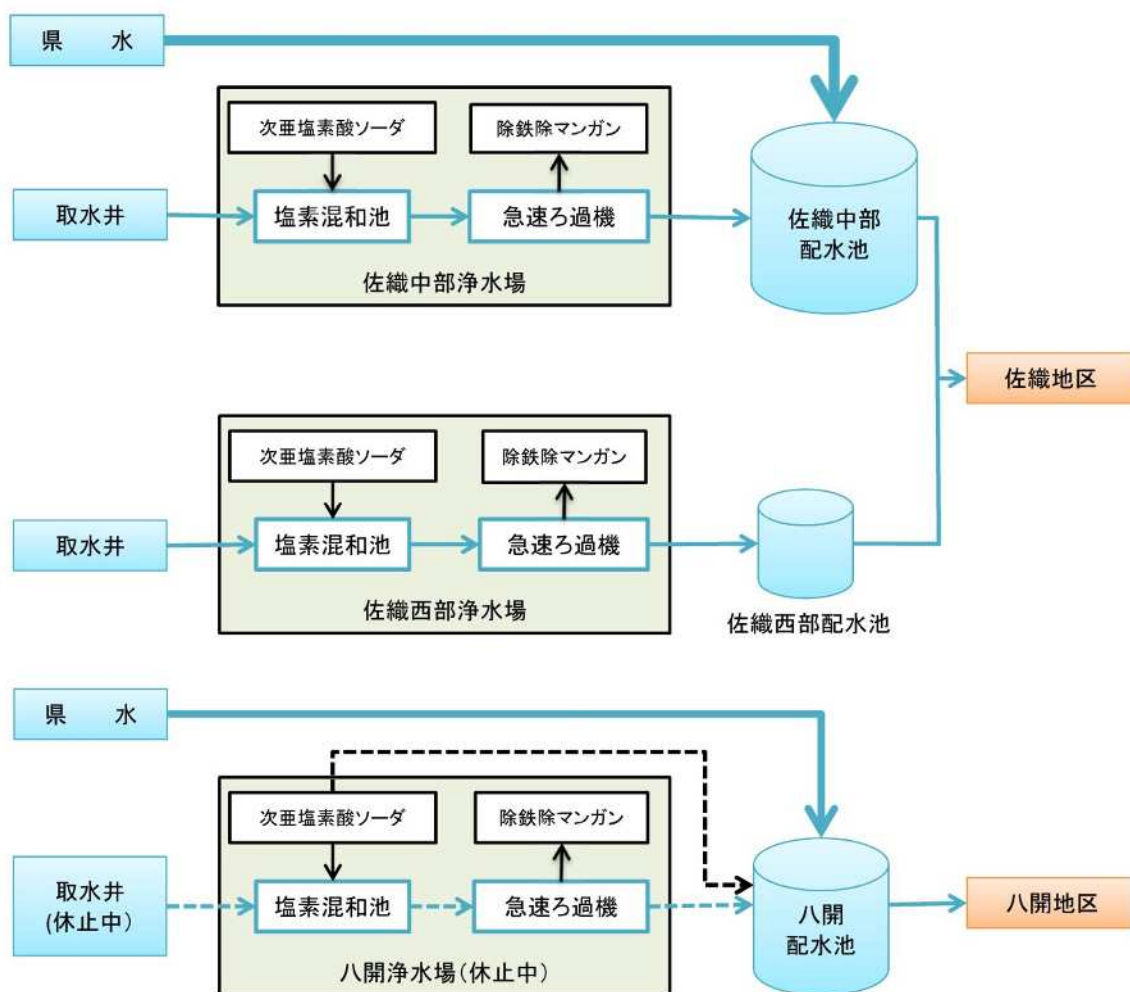 県　　水
次亜塩素酸ソーダ
除鉄除マンガン
取水井
塩素混和池
急速ろ過機
佐織中部
配水池
佐織中部浄水場
佐織地区
次亜塩素酸ソーダ
除鉄除マンガン
取水井
塩素混和池
急速ろ過機
佐織西部浄水場
佐織西部配水池
県　　水
次亜塩素酸ソーダ
除鉄除マンガン
取水井
(休止中)
塩素混和池
急速ろ過機
八開
配水池
八開地区
八開浄水場(休止中)